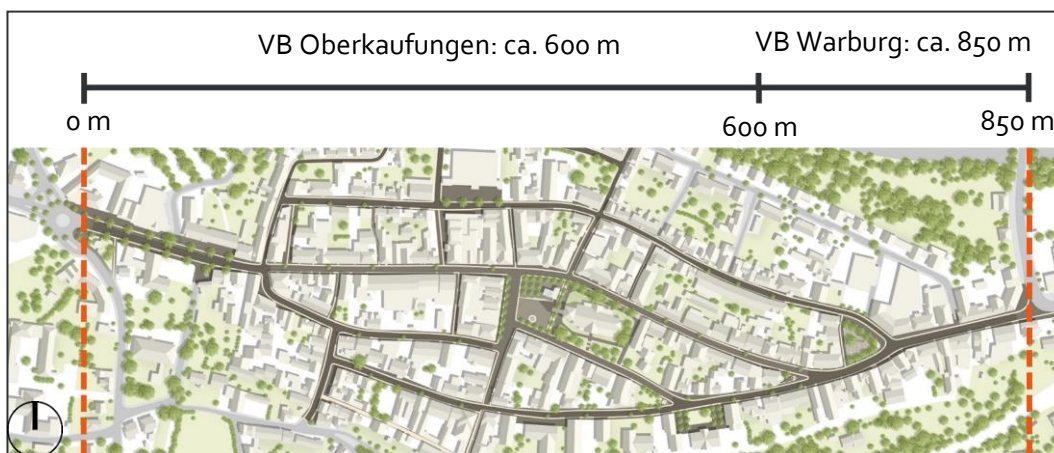 VB Oberkaufungen: ca. 600 m
VB Warburg: ca. 850 m
0 m
600 m
850 m